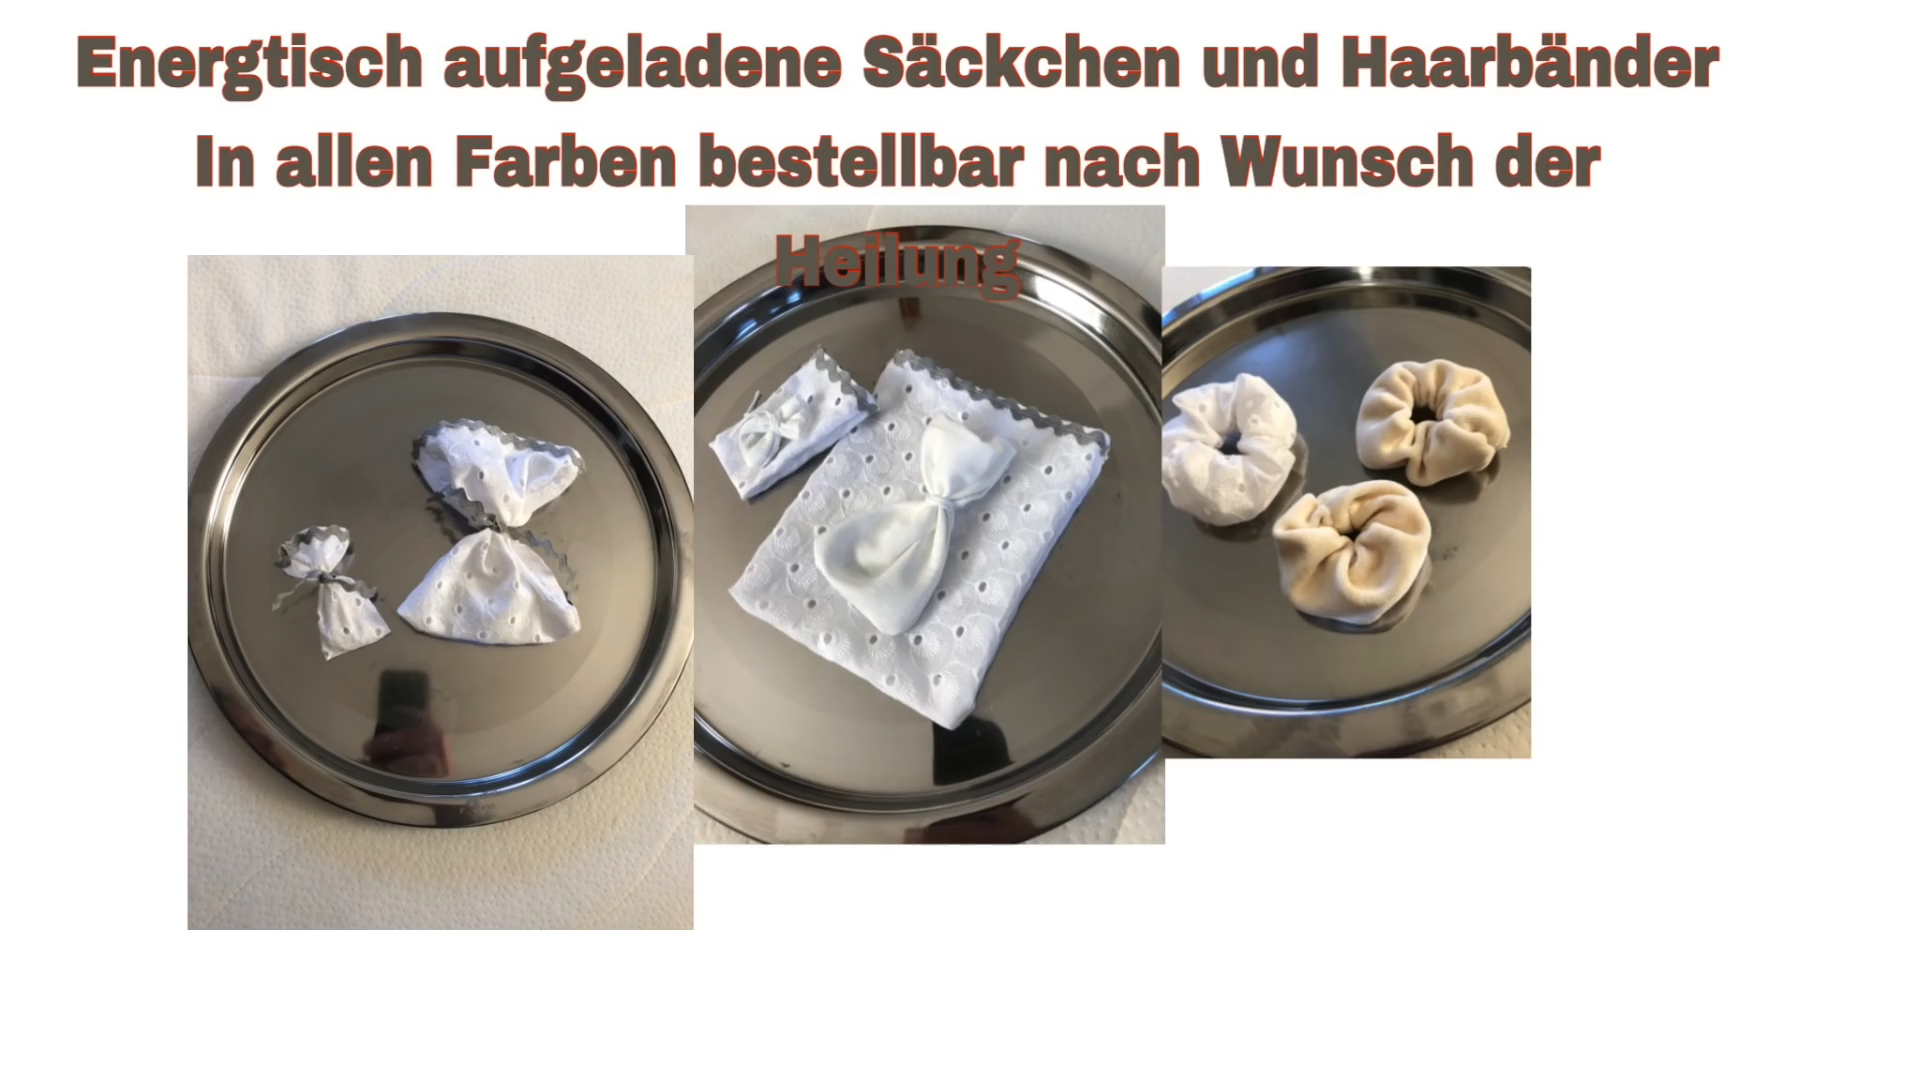 Energtisch aufgeladene Säckchen und Haarbänder
In allen Farben bestellbar nach Wunsch der
Heilung